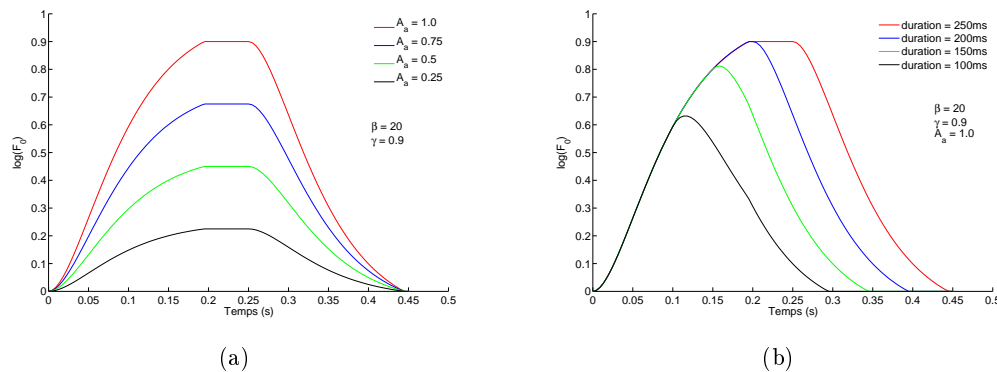 1
0.9
0.8
0.7
0.6
0.5
0.4
0.3
0.2
0.1
0
log(F₀)
0 0.05 0.1 0.15 0.2 0.25 0.3 0.35 0.4 0.45 0.5
Temps (s)
Aₐ = 1.0
Aₐ = 0.75
Aₐ = 0.5
Aₐ = 0.25
β = 20
γ = 0.9
(a)
1
0.9
0.8
0.7
0.6
0.5
0.4
0.3
0.2
0.1
0
log(F₀)
0 0.05 0.1 0.15 0.2 0.25 0.3 0.35 0.4 0.45 0.5
Temps (s)
duration = 250ms
duration = 200ms
duration = 150ms
duration = 100ms
β = 20
γ = 0.9
Aₐ = 1.0
(b)